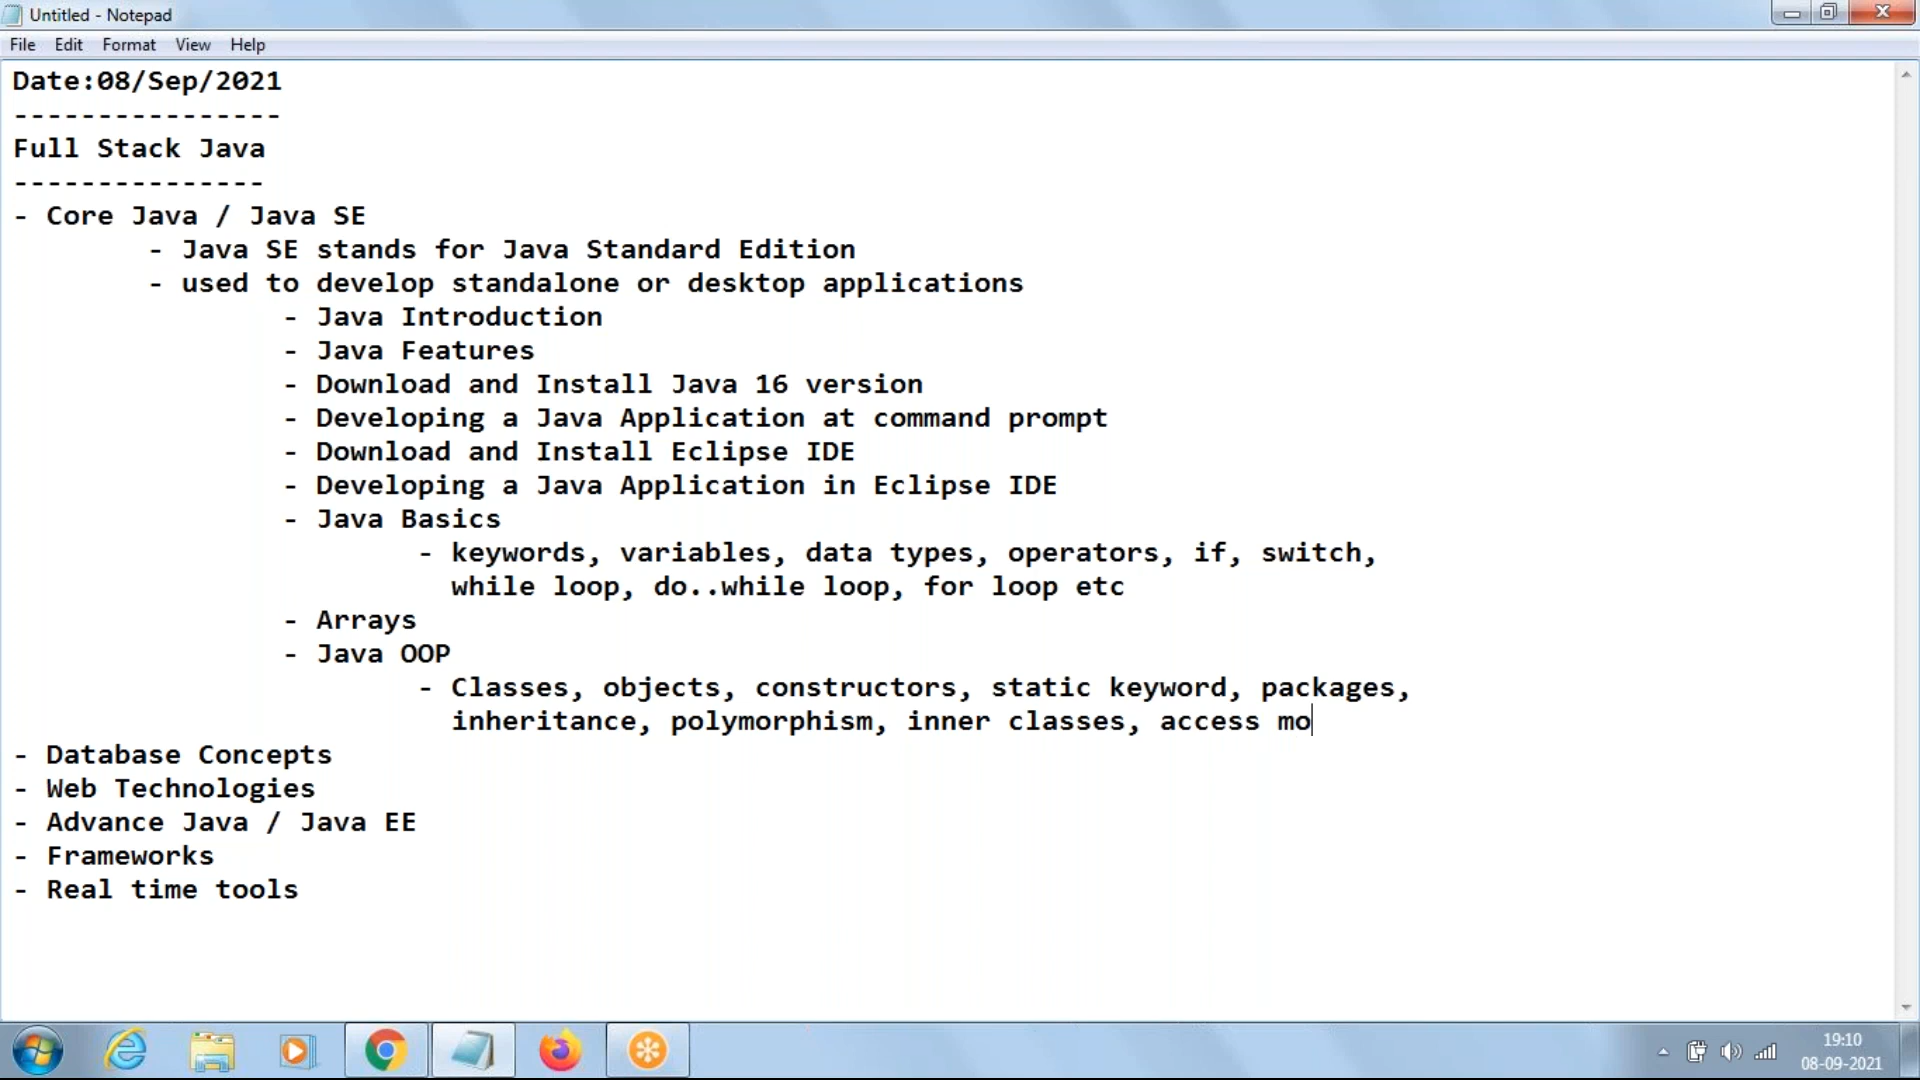 Untitled - Notepad
File Edit Format View Help
Date:08/Sep/2021
----------------
Full Stack Java
---------------
- Core Java / Java SE
- Java SE stands for Java Standard Edition
- used to develop standalone or desktop applications
- Java Introduction
- Java Features
- Download and Install Java 16 version
- Developing a Java Application at command prompt
- Download and Install Eclipse IDE
- Developing a Java Application in Eclipse IDE
- Java Basics
- keywords, variables, data types, operators, if, switch,
while loop, do..while loop, for loop etc
- Arrays
- Java OOP
- Classes, objects, constructors, static keyword, packages,
inheritance, polymorphism, inner classes, access mo
- Database Concepts
- Web Technologies
- Advance Java / Java EE
- Frameworks
- Real time tools
19:10
08-09-2021